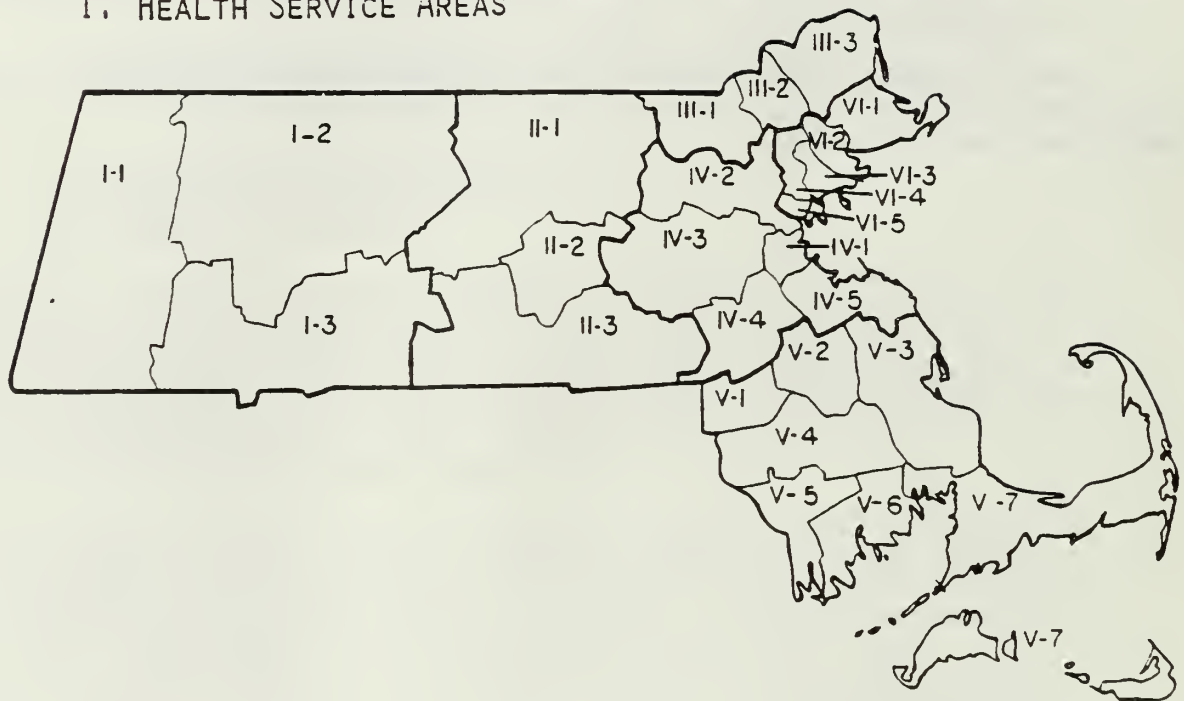 I. HEALTH SERVICE AREAS
III-3
III-2
III-1
VI-1
I-2
II-1
VI-2
I-1
IV-2
VI-3
VI-4
VI-5
II-2
IV-3
IV-1
IV-5
I-3
II-3
IV-4
V-2
V-3
V-1
V-4
V-5
V-6
V-7
V-7